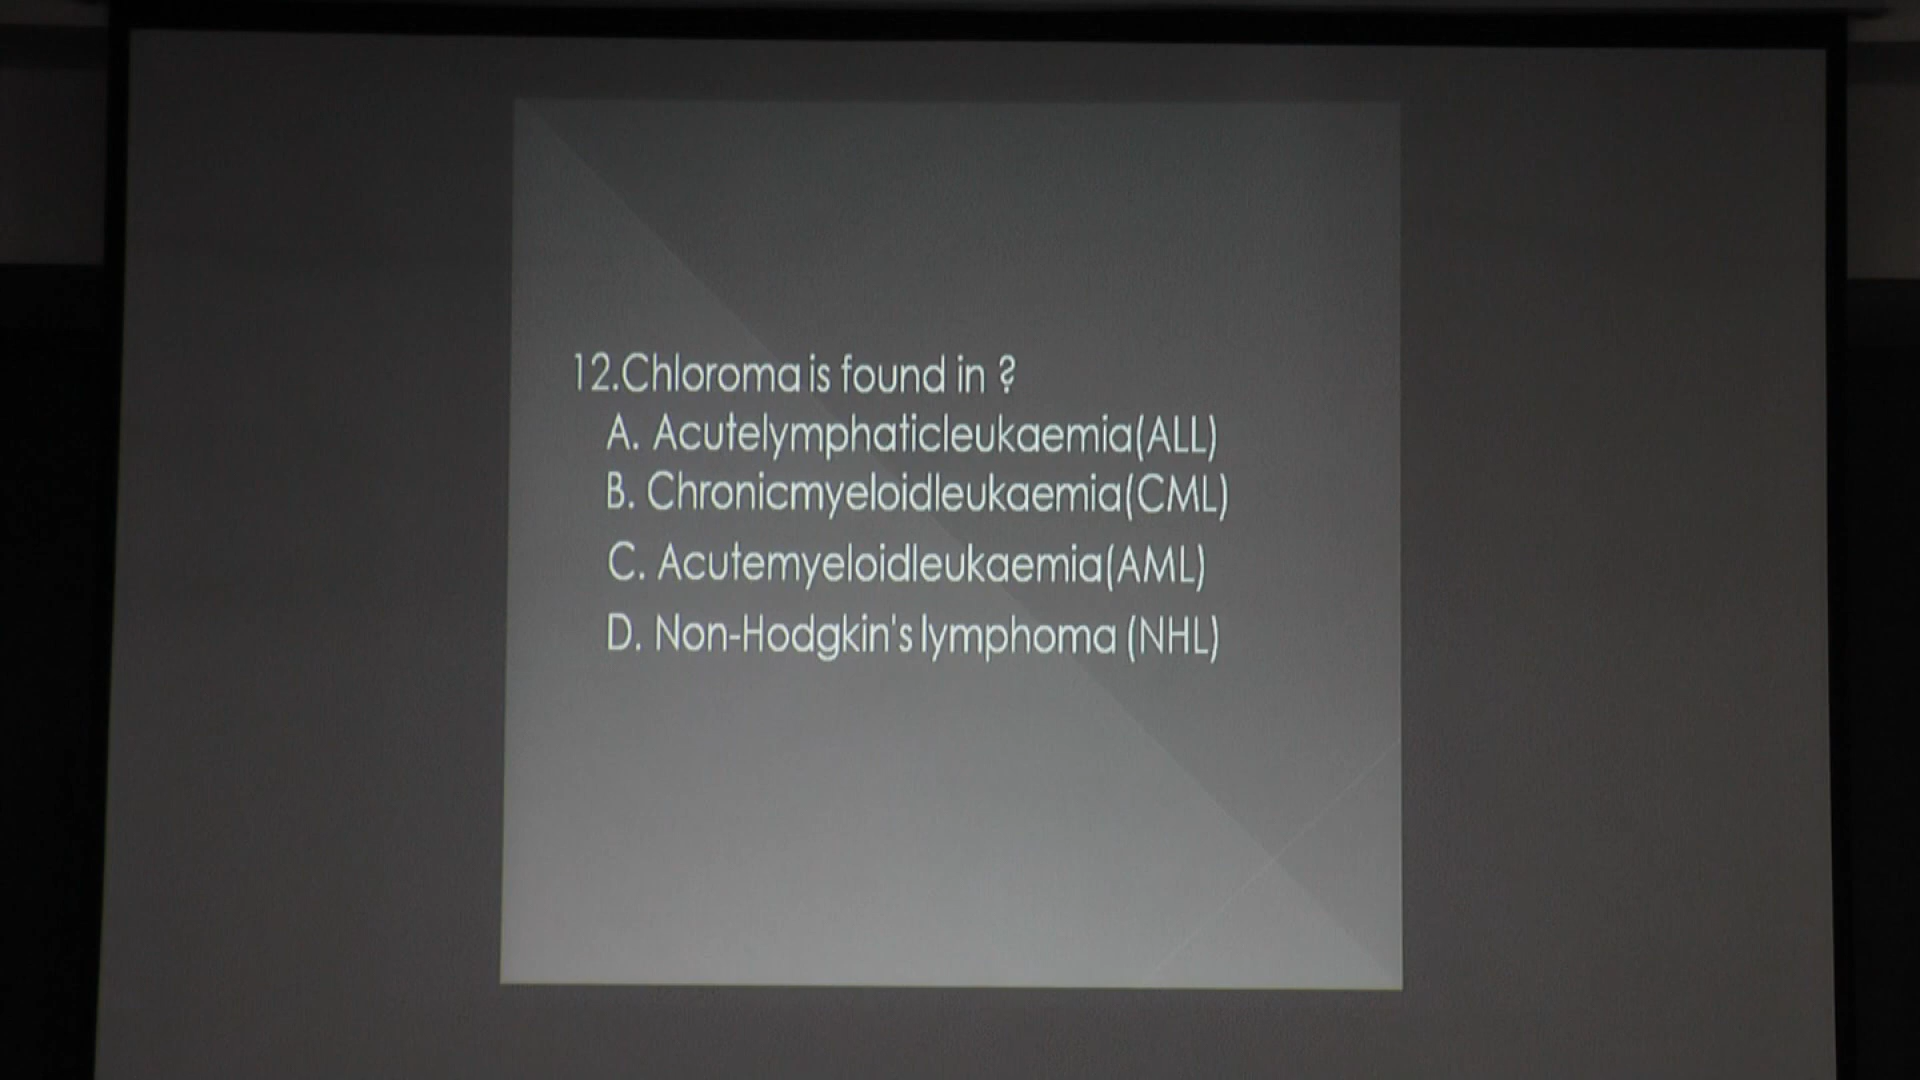 12.Chloroma is found in ?
A. Acutelymphaticleukaemia(ALL)
B. Chronicmyeloidleukaemia(CML)
C. Acutemyeloidleukaemia(AML)
D. Non-Hodgkin's lymphoma (NHL)